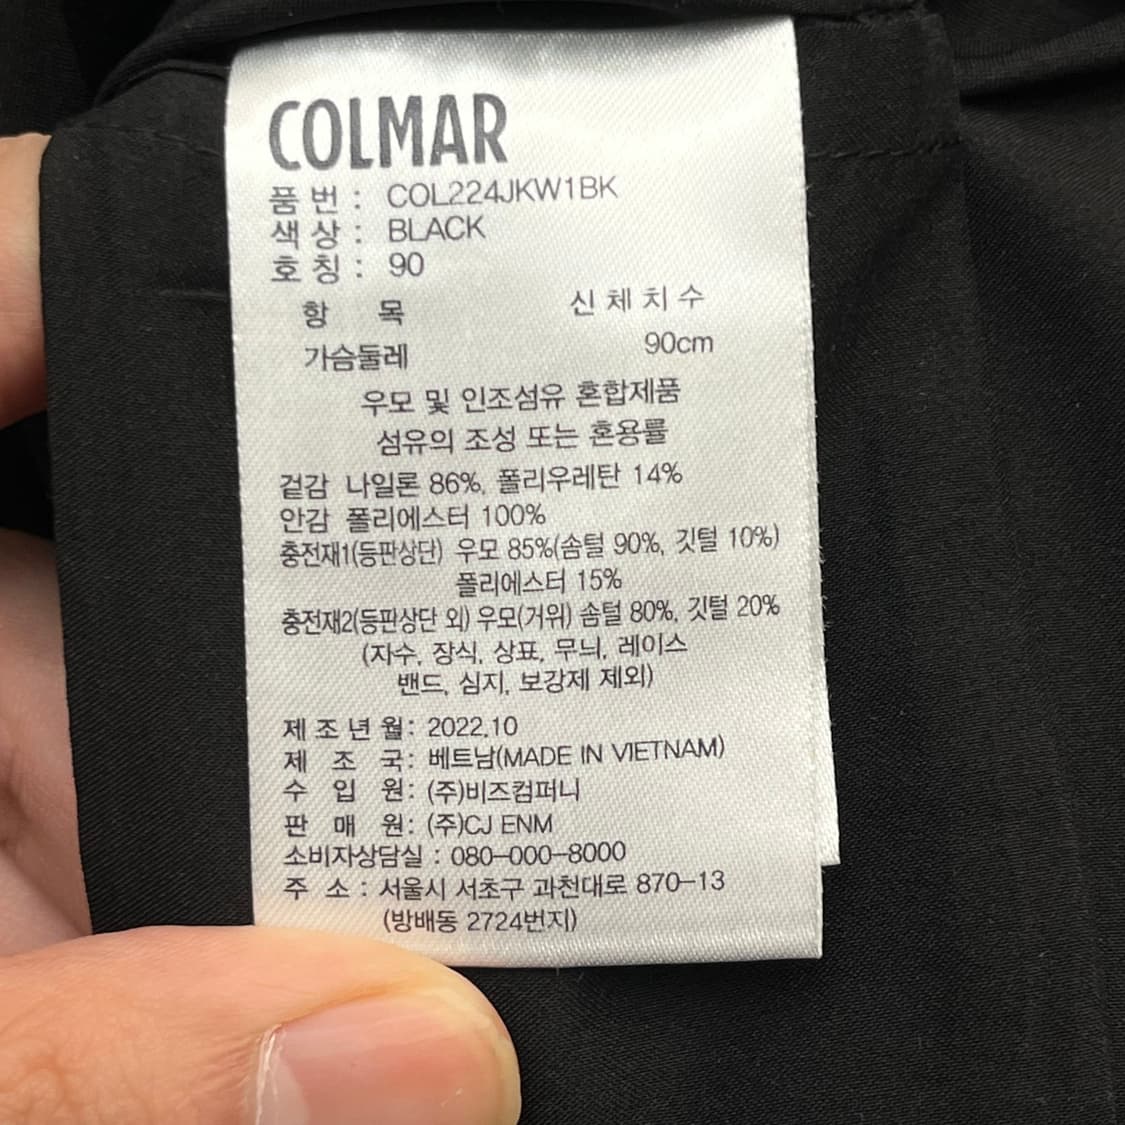 COLMAR
품 번 : COL224JKW1BK
색 상 : BLACK
호 칭 : 90
항 목 신 체 치 수
가슴둘레 90cm
우모 및 인조섬유 혼합제품
섬유의 조성 또는 혼용률
겉감 나일론 86%, 폴리우레탄 14%
안감 폴리에스터 100%
충전재1(등판상단) 우모 85%(솜털 90%, 깃털 10%)
폴리에스터 15%
충전재2(등판상단 외) 우모(거위) 솜털 80%, 깃털 20%
(자수, 장식, 상표, 무늬, 레이스
밴드, 심지, 보강제 제외)
제 조 년 월: 2022.10
제 조 국: 베트남(MADE IN VIETNAM)
수 입 원: (주)비즈컴퍼니
판 매 원: (주)CJ ENM
소비자상담실 : 080-000-8000
주 소 : 서울시 서초구 과천대로 870-13
(방배동 2724번지)